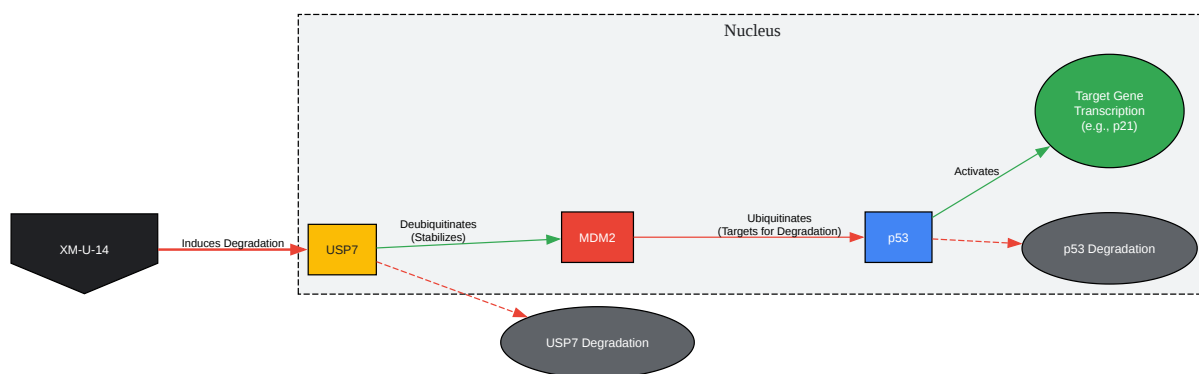 Nucleus
Target Gene
Transcription
(e.g., p21)
Activates
XM-U-14
Induces Degradation
USP7
Deubiquitinates
(Stabilizes)
MDM2
Ubiquitinates
(Targets for Degradation)
p53
p53 Degradation
USP7 Degradation